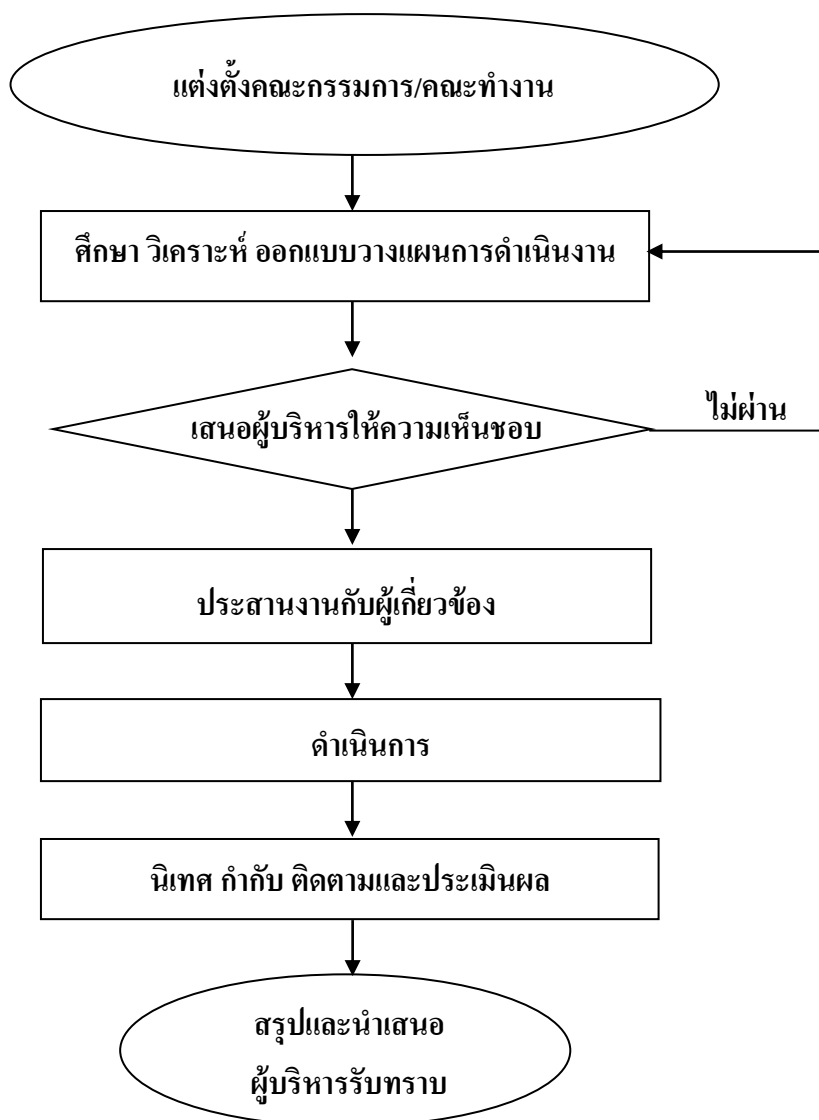 แต่งตั้งคณะกรรมการ/คณะทำงาน
ศึกษา วิเคราะห์ ออกแบบวางแผนการดำเนินงาน
เสนอผู้บริหารให้ความเห็นชอบ
ไม่ผ่าน
ประสานงานกับผู้เกี่ยวข้อง
ดำเนินการ
นิเทศ กำกับ ติดตามและประเมินผล
สรุปและนำเสนอ
ผู้บริหารรับทราบ